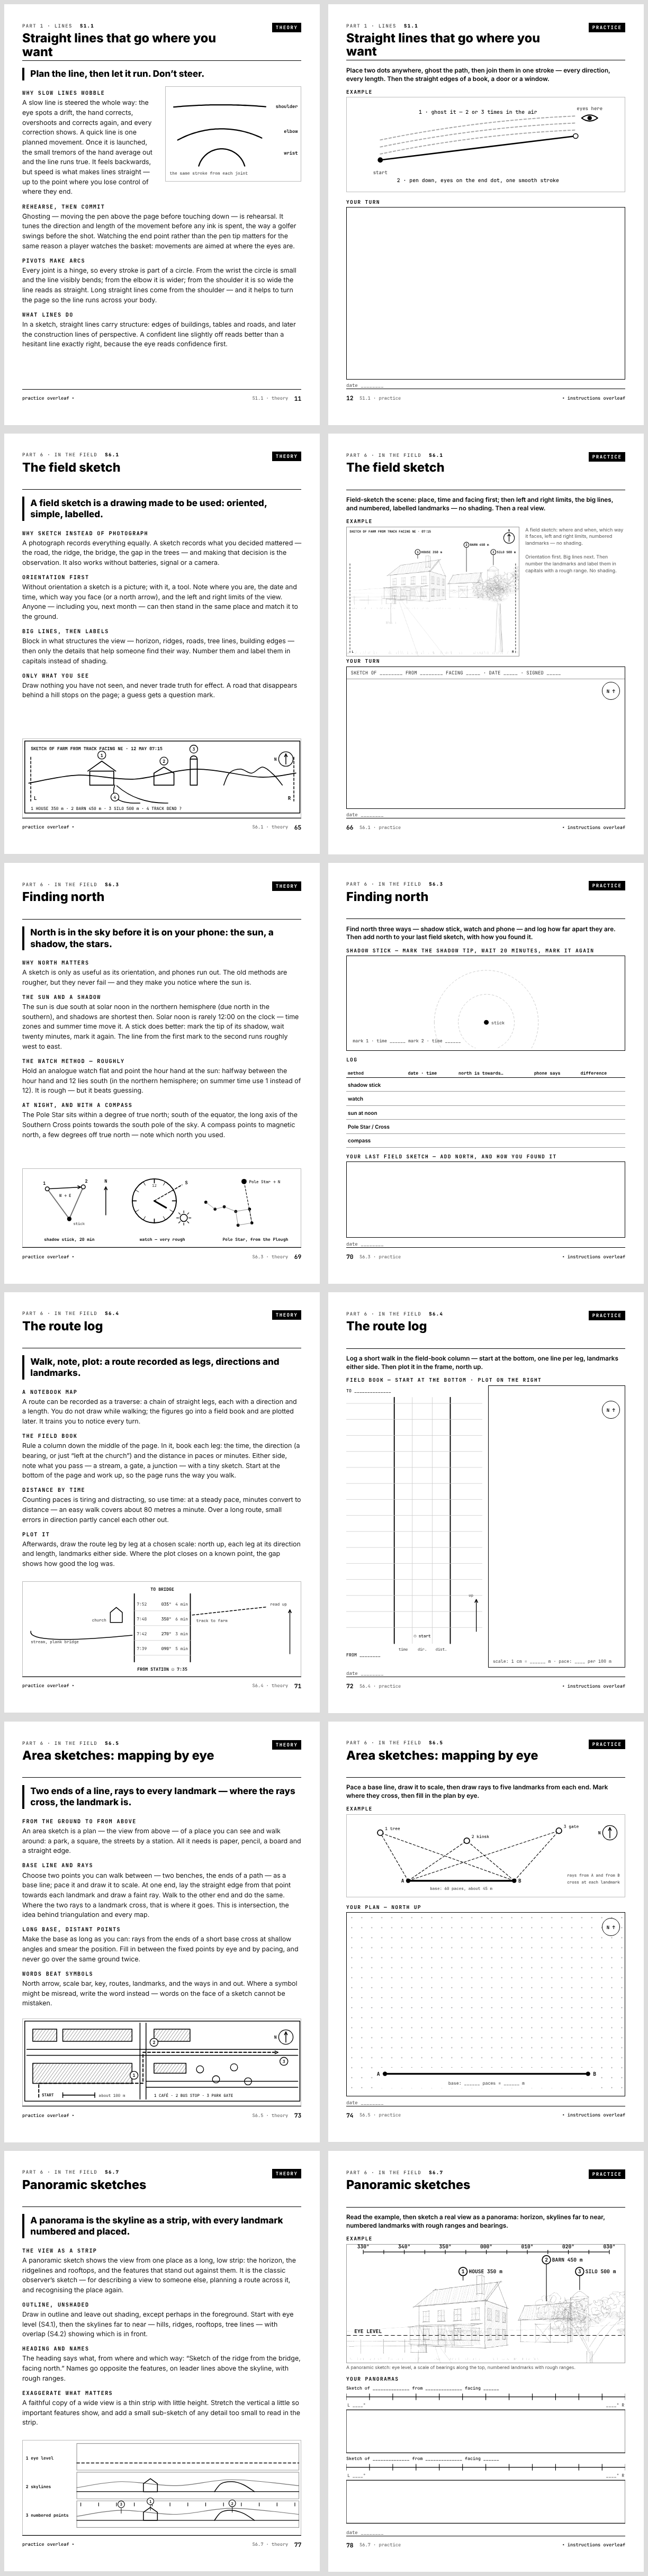 PART 1 · LINES S1.1
THEORY
Straight lines that go where you
want
Plan the line, then let it run. Don’t steer.
WHY SLOW LINES WOBBLE
A slow line is steered the whole way: the
eye spots a drift, the hand corrects,
overshoots and corrects again, and every
correction shows. A quick line is one
planned movement. Once it is launched,
the small tremors of the hand average out
and the line runs true. It feels backwards,
but speed is what makes lines straight —
up to the point where you lose control of
where they end.
shoulder
elbow
wrist
the same stroke from each joint
REHEARSE, THEN COMMIT
Ghosting — moving the pen above the page before touching down — is rehearsal. It
tunes the direction and length of the movement before any ink is spent, the way a golfer
swings before the shot. Watching the end point rather than the pen tip matters for the
same reason a player watches the basket: movements are aimed at where the eyes are.
PIVOTS MAKE ARCS
Every joint is a hinge, so every stroke is part of a circle. From the wrist the circle is small
and the line visibly bends; from the elbow it is wider; from the shoulder it is so wide the
line reads as straight. Long straight lines come from the shoulder — and it helps to turn
the page so the line runs across your body.
WHAT LINES DO
In a sketch, straight lines carry structure: edges of buildings, tables and roads, and later
the construction lines of perspective. A confident line slightly off reads better than a
hesitant line exactly right, because the eye reads confidence first.
practice overleaf •
S1.1 · theory 11
PART 1 · LINES S1.1
PRACTICE
Straight lines that go where you
want
Place two dots anywhere, ghost the path, then join them in one stroke — every direction,
every length. Then the straight edges of a book, a door or a window.
EXAMPLE
1 · ghost it — 2 or 3 times in the air
eyes here
start
2 · pen down, eyes on the end dot, one smooth stroke
YOUR TURN
date ________
12 S1.1 · practice
• instructions overleaf
PART 6 · IN THE FIELD S6.1
THEORY
The field sketch
A field sketch is a drawing made to be used: oriented,
simple, labelled.
WHY SKETCH INSTEAD OF PHOTOGRAPH
A photograph records everything equally. A sketch records what you decided mattered —
the road, the ridge, the bridge, the gap in the trees — and making that decision is the
observation. It also works without batteries, signal or a camera.
ORIENTATION FIRST
Without orientation a sketch is a picture; with it, a tool. Note where you are, the date and
time, which way you face (or a north arrow), and the left and right limits of the view.
Anyone — including you, next month — can then stand in the same place and match it to
the ground.
BIG LINES, THEN LABELS
Block in what structures the view — horizon, ridges, roads, tree lines, building edges —
then only the details that help someone find their way. Number them and label them in
capitals instead of shading.
ONLY WHAT YOU SEE
Draw nothing you have not seen, and never trade truth for effect. A road that disappears
behind a hill stops on the page; a guess gets a question mark.
SKETCH OF FARM FROM TRACK FACING NE · 12 MAY 07:15
1
2
3
4
N
L
R
1 HOUSE 350 m · 2 BARN 450 m · 3 SILO 500 m · 4 TRACK BEND ?
practice overleaf •
S6.1 · theory 65
PART 6 · IN THE FIELD S6.1
PRACTICE
The field sketch
Field-sketch the scene: place, time and facing first; then left and right limits, the big lines,
and numbered, labelled landmarks — no shading. Then a real view.
EXAMPLE
SKETCH OF FARM FROM TRACK FACING NE · 07:15
N
1 HOUSE 350 m
2 BARN 450 m
3 SILO 500 m
L
R
A field sketch: where and when, which way
it faces, left and right limits, numbered
landmarks — no shading.
Orientation first. Big lines next. Then
number the landmarks and label them in
capitals with a rough range. No shading.
YOUR TURN
SKETCH OF ________ FROM ________ FACING _____ · DATE _____ · SIGNED _____
N ↑
date ________
66 S6.1 · practice
• instructions overleaf
PART 6 · IN THE FIELD S6.3
THEORY
Finding north
North is in the sky before it is on your phone: the sun, a
shadow, the stars.
WHY NORTH MATTERS
A sketch is only as useful as its orientation, and phones run out. The old methods are
rougher, but they never fail — and they make you notice where the sun is.
THE SUN AND A SHADOW
The sun is due south at solar noon in the northern hemisphere (due north in the
southern), and shadows are shortest then. Solar noon is rarely 12:00 on the clock — time
zones and summer time move it. A stick does better: mark the tip of its shadow, wait
twenty minutes, mark it again. The line from the first mark to the second runs roughly
west to east.
THE WATCH METHOD — ROUGHLY
Hold an analogue watch flat and point the hour hand at the sun: halfway between the
hour hand and 12 lies south (in the northern hemisphere; on summer time use 1 instead of
12). It is rough — but it beats guessing.
AT NIGHT, AND WITH A COMPASS
The Pole Star sits within a degree of true north; south of the equator, the long axis of the
Southern Cross points towards the south pole of the sky. A compass points to magnetic
north, a few degrees off true north — note which north you used.
1
2
N
W → E
stick
12
S
Pole Star = N
shadow stick, 20 min
watch — very rough
Pole Star, from the Plough
practice overleaf •
S6.3 · theory 69
PART 6 · IN THE FIELD S6.3
PRACTICE
Finding north
Find north three ways — shadow stick, watch and phone — and log how far apart they are.
Then add north to your last field sketch, with how you found it.
SHADOW STICK — MARK THE SHADOW TIP, WAIT 20 MINUTES, MARK IT AGAIN
stick
mark 1 · time ______ mark 2 · time ______
LOG
method date · time north is towards… phone says difference
shadow stick
watch
sun at noon
Pole Star / Cross
compass
YOUR LAST FIELD SKETCH — ADD NORTH, AND HOW YOU FOUND IT
date ________
70 S6.3 · practice
• instructions overleaf
PART 6 · IN THE FIELD S6.4
THEORY
The route log
Walk, note, plot: a route recorded as legs, directions and
landmarks.
A NOTEBOOK MAP
A route can be recorded as a traverse: a chain of straight legs, each with a direction and
a length. You do not draw while walking; the figures go into a field book and are plotted
later. It trains you to notice every turn.
THE FIELD BOOK
Rule a column down the middle of the page. In it, book each leg: the time, the direction (a
bearing, or just “left at the church”) and the distance in paces or minutes. Either side,
note what you pass — a stream, a gate, a junction — with a tiny sketch. Start at the
bottom of the page and work up, so the page runs the way you walk.
DISTANCE BY TIME
Counting paces is tiring and distracting, so use time: at a steady pace, minutes convert to
distance — an easy walk covers about 80 metres a minute. Over a long route, small
errors in direction partly cancel each other out.
PLOT IT
Afterwards, draw the route leg by leg at a chosen scale: north up, each leg at its direction
and length, landmarks either side. Where the plot closes on a known point, the gap
shows how good the log was.
TO BRIDGE
7:52 035° 4 min
7:48 350° 6 min
7:42 270° 3 min
7:39 090° 5 min
church
stream, plank bridge
track to farm
read up
FROM STATION ☐ 7:35
practice overleaf •
S6.4 · theory 71
PART 6 · IN THE FIELD S6.4
PRACTICE
The route log
Log a short walk in the field-book column — start at the bottom, one line per leg, landmarks
either side. Then plot it in the frame, north up.
FIELD BOOK — START AT THE BOTTOM · PLOT ON THE RIGHT
TO ______________
N ↑
up
☐ start
time dir. dist.
FROM ________
scale: 1 cm = ______ m · pace: ____ per 100 m
date ________
72 S6.4 · practice
• instructions overleaf
PART 6 · IN THE FIELD S6.5
THEORY
Area sketches: mapping by eye
Two ends of a line, rays to every landmark — where the rays
cross, the landmark is.
FROM THE GROUND TO FROM ABOVE
An area sketch is a plan — the view from above — of a place you can see and walk
around: a park, a square, the streets by a station. All it needs is paper, pencil, a board and
a straight edge.
BASE LINE AND RAYS
Choose two points you can walk between — two benches, the ends of a path — as a
base line; pace it and draw it to scale. At one end, lay the straight edge from that point
towards each landmark and draw a faint ray. Walk to the other end and do the same.
Where the two rays to a landmark cross, that is where it is. This is intersection, the
idea behind triangulation and every map.
LONG BASE, DISTANT POINTS
Make the base as long as you can: rays from the ends of a short base cross at shallow
angles and smear the position. Fill in between the fixed points by eye and by pacing, and
never go over the same ground twice.
WORDS BEAT SYMBOLS
North arrow, scale bar, key, routes, landmarks, and the ways in and out. Where a symbol
might be misread, write the word instead — words on the face of a sketch cannot be
mistaken.
2
N
3
1
START
about 100 m
1 CAFÉ · 2 BUS STOP · 3 PARK GATE
practice overleaf •
S6.5 · theory 73
PART 6 · IN THE FIELD S6.5
PRACTICE
Area sketches: mapping by eye
Pace a base line, draw it to scale, then draw rays to five landmarks from each end. Mark
where they cross, then fill in the plan by eye.
EXAMPLE
1 tree
2 kiosk
3 gate
N
A
B
base: 60 paces, about 45 m
rays from A and from B
cross at each landmark
YOUR PLAN — NORTH UP
N ↑
A
B
base: ______ paces = ______ m
date ________
74 S6.5 · practice
• instructions overleaf
PART 6 · IN THE FIELD S6.7
THEORY
Panoramic sketches
A panorama is the skyline as a strip, with every landmark
numbered and placed.
THE VIEW AS A STRIP
A panoramic sketch shows the view from one place as a long, low strip: the horizon, the
ridgelines and rooftops, and the features that stand out against them. It is the classic
observer’s sketch — for describing a view to someone else, planning a route across it,
and recognising the place again.
OUTLINE, UNSHADED
Draw in outline and leave out shading, except perhaps in the foreground. Start with eye
level (S4.1), then the skylines far to near — hills, ridges, rooftops, tree lines — with
overlap (S4.2) showing which is in front.
HEADING AND NAMES
The heading says what, from where and which way: “Sketch of the ridge from the bridge,
facing north.” Names go opposite the features, on leader lines above the skyline, with
rough ranges.
EXAGGERATE WHAT MATTERS
A faithful copy of a wide view is a thin strip with little height. Stretch the vertical a little so
important features show, and add a small sub-sketch of any detail too small to read in the
strip.
1 eye level
2 skylines
3 numbered points
3
1
2
practice overleaf •
S6.7 · theory 77
PART 6 · IN THE FIELD S6.7
PRACTICE
Panoramic sketches
Read the example, then sketch a real view as a panorama: horizon, skylines far to near,
numbered landmarks with rough ranges and bearings.
EXAMPLE
330° 340° 350° 000° 010° 020° 030°
1 HOUSE 350 m
2 BARN 450 m
3 SILO 500 m
EYE LEVEL
A panoramic sketch: eye level, a scale of bearings along the top, numbered landmarks with rough ranges.
YOUR PANORAMAS
Sketch of ______________ from ______________ facing ______
L ____°
____° R
Sketch of ______________ from ______________ facing ______
L ____°
____° R
date ________
78 S6.7 · practice
• instructions overleaf